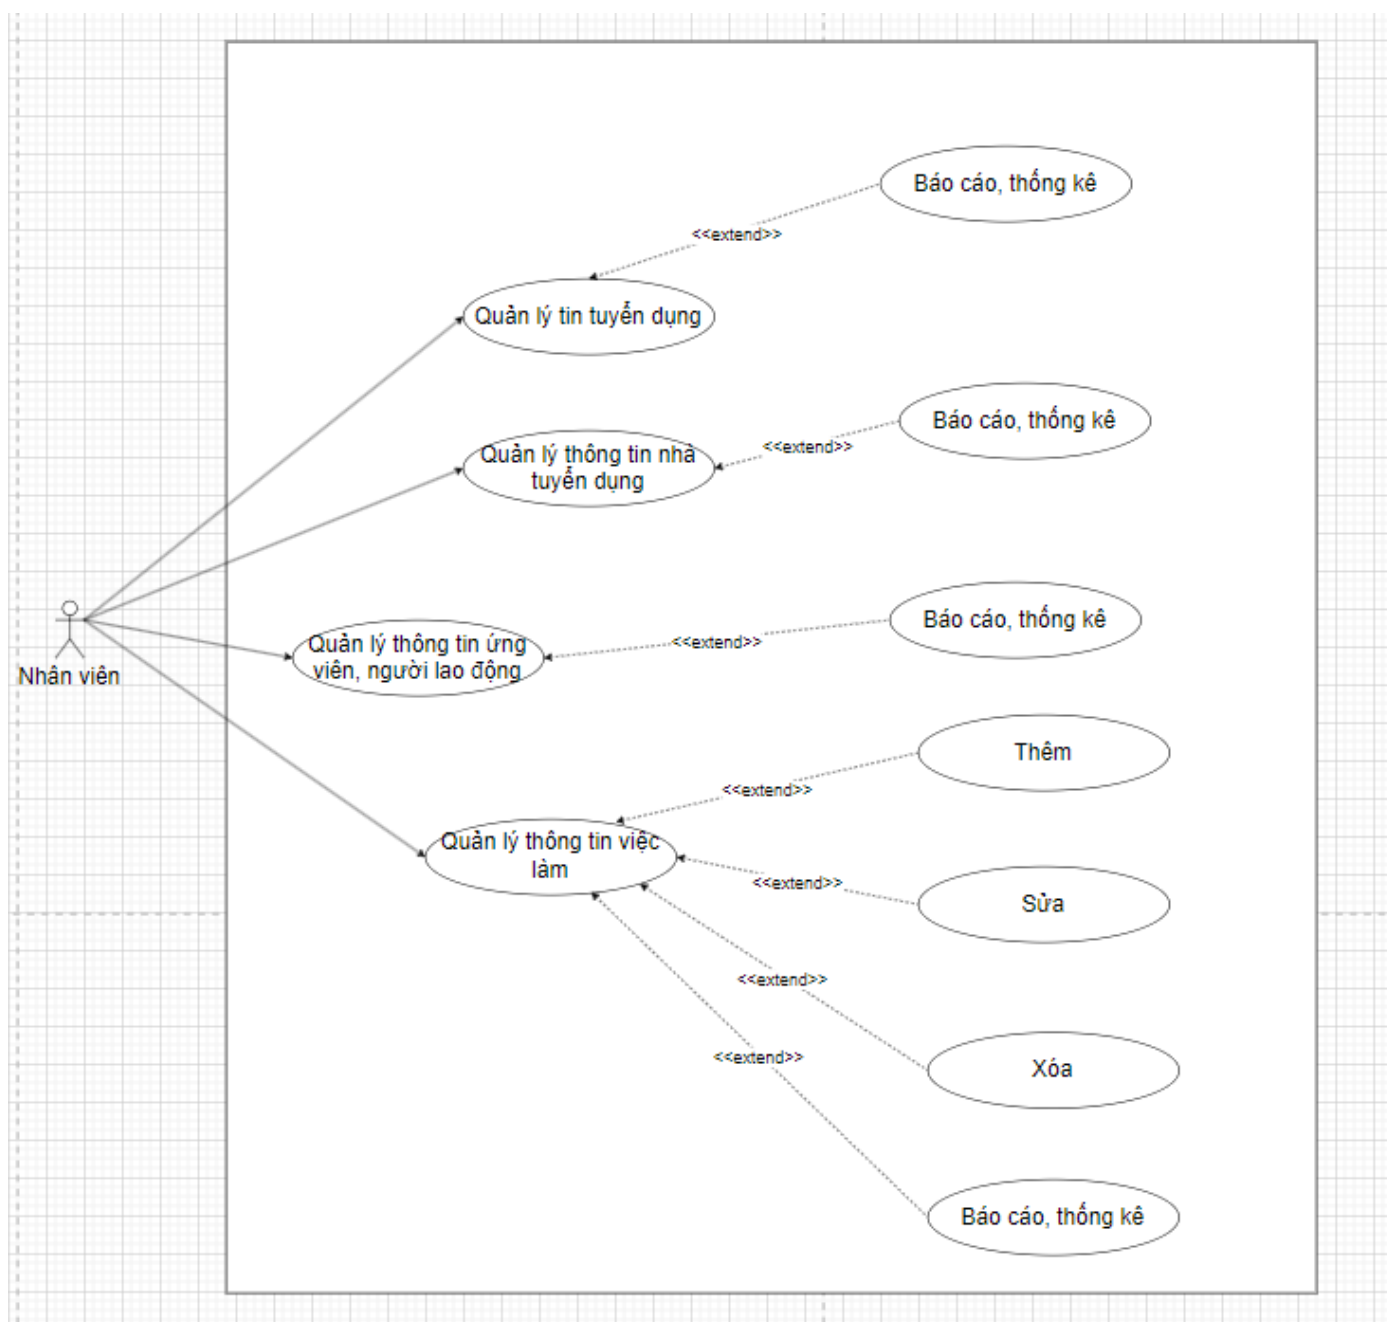 Báo cáo, thống kê
<<extend>>
Quản lý tin tuyển dụng
Báo cáo, thống kê
<<extend>>
Quản lý thông tin nhà
tuyển dụng
Báo cáo, thống kê
<<extend>>
Quản lý thông tin ứng
viên, người lao động
Nhân viên
Thêm
<<extend>>
Quản lý thông tin việc
làm
<<extend>>
Sửa
<<extend>>
Xóa
<<extend>>
Báo cáo, thống kê